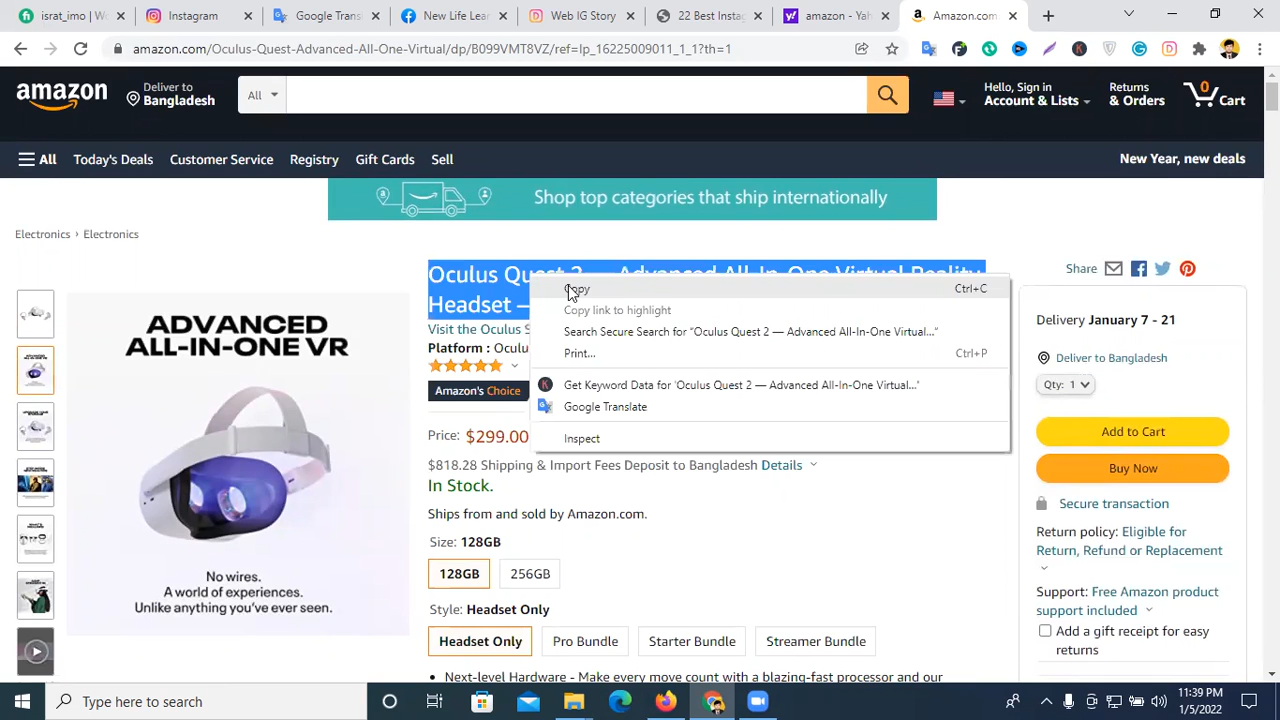 israt_imo | W
Instagram
Google Trans
New Life Lear
Web IG Story
22 Best Instag
amazon - Yah
Amazon.com
amazon.com/Oculus-Quest-Advanced-All-One-Virtual/dp/B099VMT8VZ/ref=lp_16225009011_1_1?th=1
amazon
Deliver to
Bangladesh
All
Hello, Sign in
Account & Lists
Returns
& Orders
0
Cart
All
Today's Deals
Customer Service
Registry
Gift Cards
Sell
New Year, new deals
Shop top categories that ship internationally
Electronics › Electronics
Oculus Quest 2 — Advanced All-In-One Virtual Reality
Headset —
Visit the Oculus S
Platform : Oculu
Amazon's Choice
Price: $299.00
$818.28 Shipping & Import Fees Deposit to Bangladesh Details
In Stock.
Ships from and sold by Amazon.com.
Size: 128GB
128GB
256GB
Style: Headset Only
Headset Only
Pro Bundle
Starter Bundle
Streamer Bundle
• Next-level Hardware - Make every move count with a blazing-fast processor and our
Copy
Ctrl+C
Copy link to highlight
Search Secure Search for “Oculus Quest 2 — Advanced All-In-One Virtual...”
Print...
Ctrl+P
Get Keyword Data for 'Oculus Quest 2 — Advanced All-In-One Virtual...'
Google Translate
Inspect
ADVANCED
ALL-IN-ONE VR
No wires.
A world of experiences.
Unlike anything you've ever seen.
Share
Delivery January 7 - 21
Deliver to Bangladesh
Qty: 1
Add to Cart
Buy Now
Secure transaction
Return policy: Eligible for
Return, Refund or Replacement
Support: Free Amazon product
support included
Add a gift receipt for easy
returns
Type here to search
11:39 PM
1/5/2022